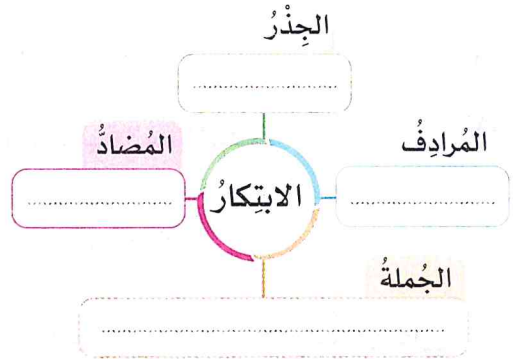 الجِذْرُ
المُرادِفُ
المُضادُّ
الابتِكارُ
الجُملةُ